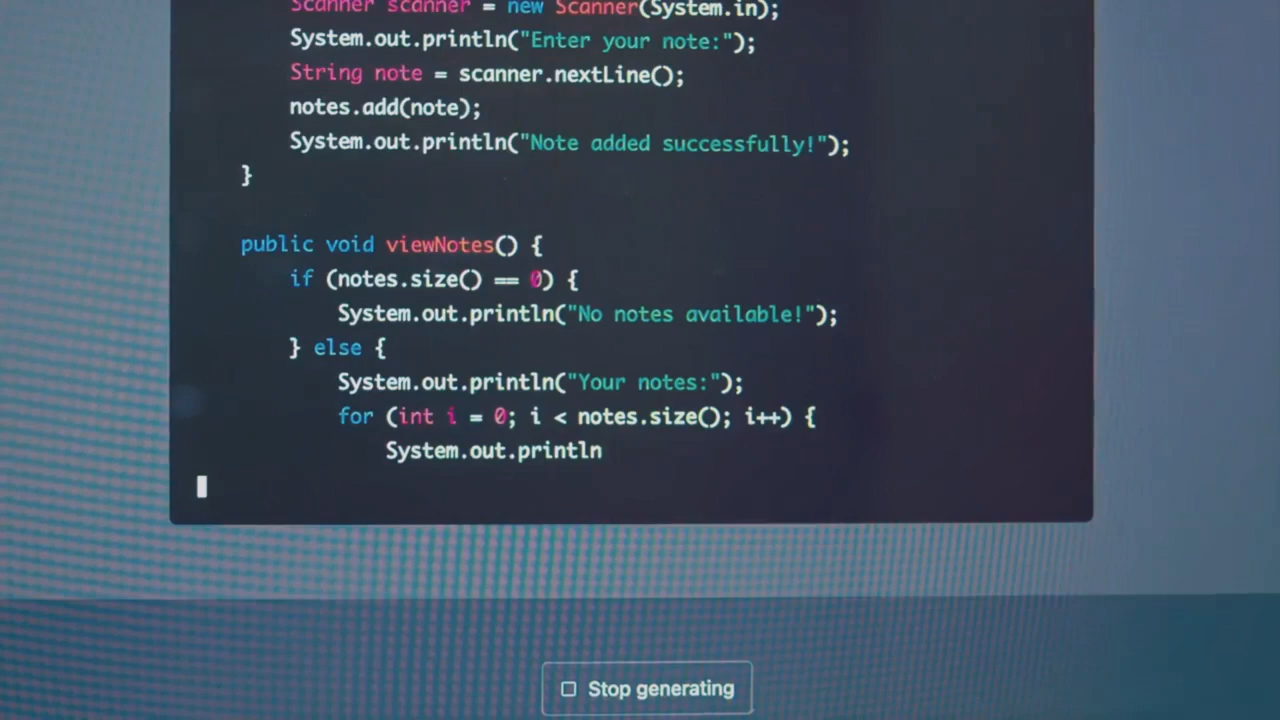 Scanner scanner = new Scanner(System.in);
System.out.println("Enter your note:");
String note = scanner.nextLine();
notes.add(note);
System.out.println("Note added successfully!");
}
public void viewNotes() {
if (notes.size() == 0) {
System.out.println("No notes available!");
} else {
System.out.println("Your notes:");
for (int i = 0; i < notes.size(); i++) {
System.out.println
Stop generating